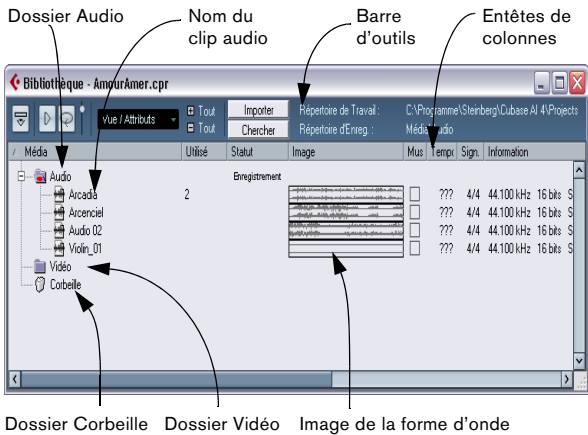 Dossier Audio
Nom du clip audio
Barre d'outils
Entêtes de colonnes
Bibliothèque - AmourAmer.cpr
Vue / Attributs
Tout
Tout
Importer
Chercher
Répertoire de Travail : C:\Programme\Steinberg\Cubase AI 4\Projects
Répertoire d'Enreg. :
/ Média Utilisé Statut Image Mus Tempo Sign. Information
Audio Enregistrement
Arcadia 2 ??? 4/4 44.100 kHz 16 bits S
Arcenciel ??? 4/4 44.100 kHz 16 bits S
Audio 02 ??? 4/4 44.100 kHz 16 bits S
Violin_01 ??? 4/4 44.100 kHz 16 bits S
Vidéo
Corbeille
Dossier Corbeille Dossier Vidéo Image de la forme d'onde